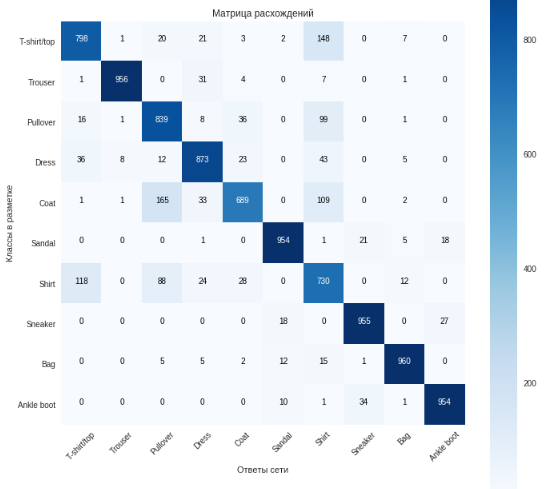 Матрица расхождений
T-shirt/top 798 1 20 21 3 2 148 0 7 0
Trouser 1 956 0 31 4 0 7 0 1 0
Pullover 16 1 839 8 36 0 99 0 1 0
Dress 36 8 12 873 23 0 43 0 5 0
Coat 1 1 165 33 689 0 109 0 2 0
Sandal 0 0 0 1 0 954 1 21 5 18
Shirt 118 0 88 24 28 0 730 0 12 0
Sneaker 0 0 0 0 0 18 0 955 0 27
Bag 0 0 5 5 2 12 15 1 960 0
Ankle boot 0 0 0 0 0 10 1 34 1 954
T-shirt/top Trouser Pullover Dress Coat Sandal Shirt Sneaker Bag Ankle boot
Ответы сети
Классы в разметке
800
600
400
200